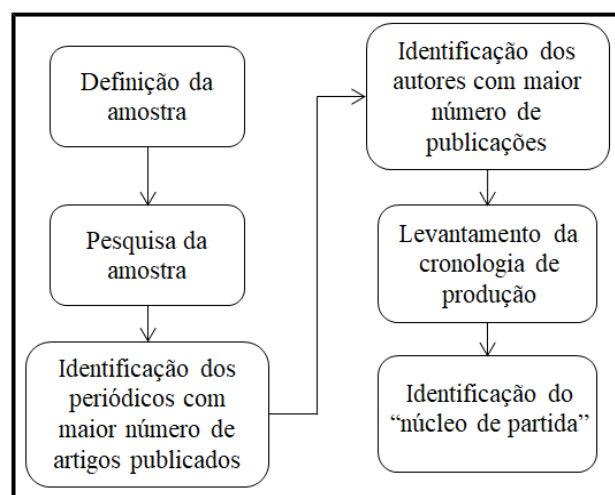 Definição da
amostra
Pesquisa da
amostra
Identificação dos
periódicos com
maior número de
artigos publicados
Identificação dos
autores com maior
número de
publicações
Levantamento da
cronologia de
produção
Identificação do
“núcleo de partida”